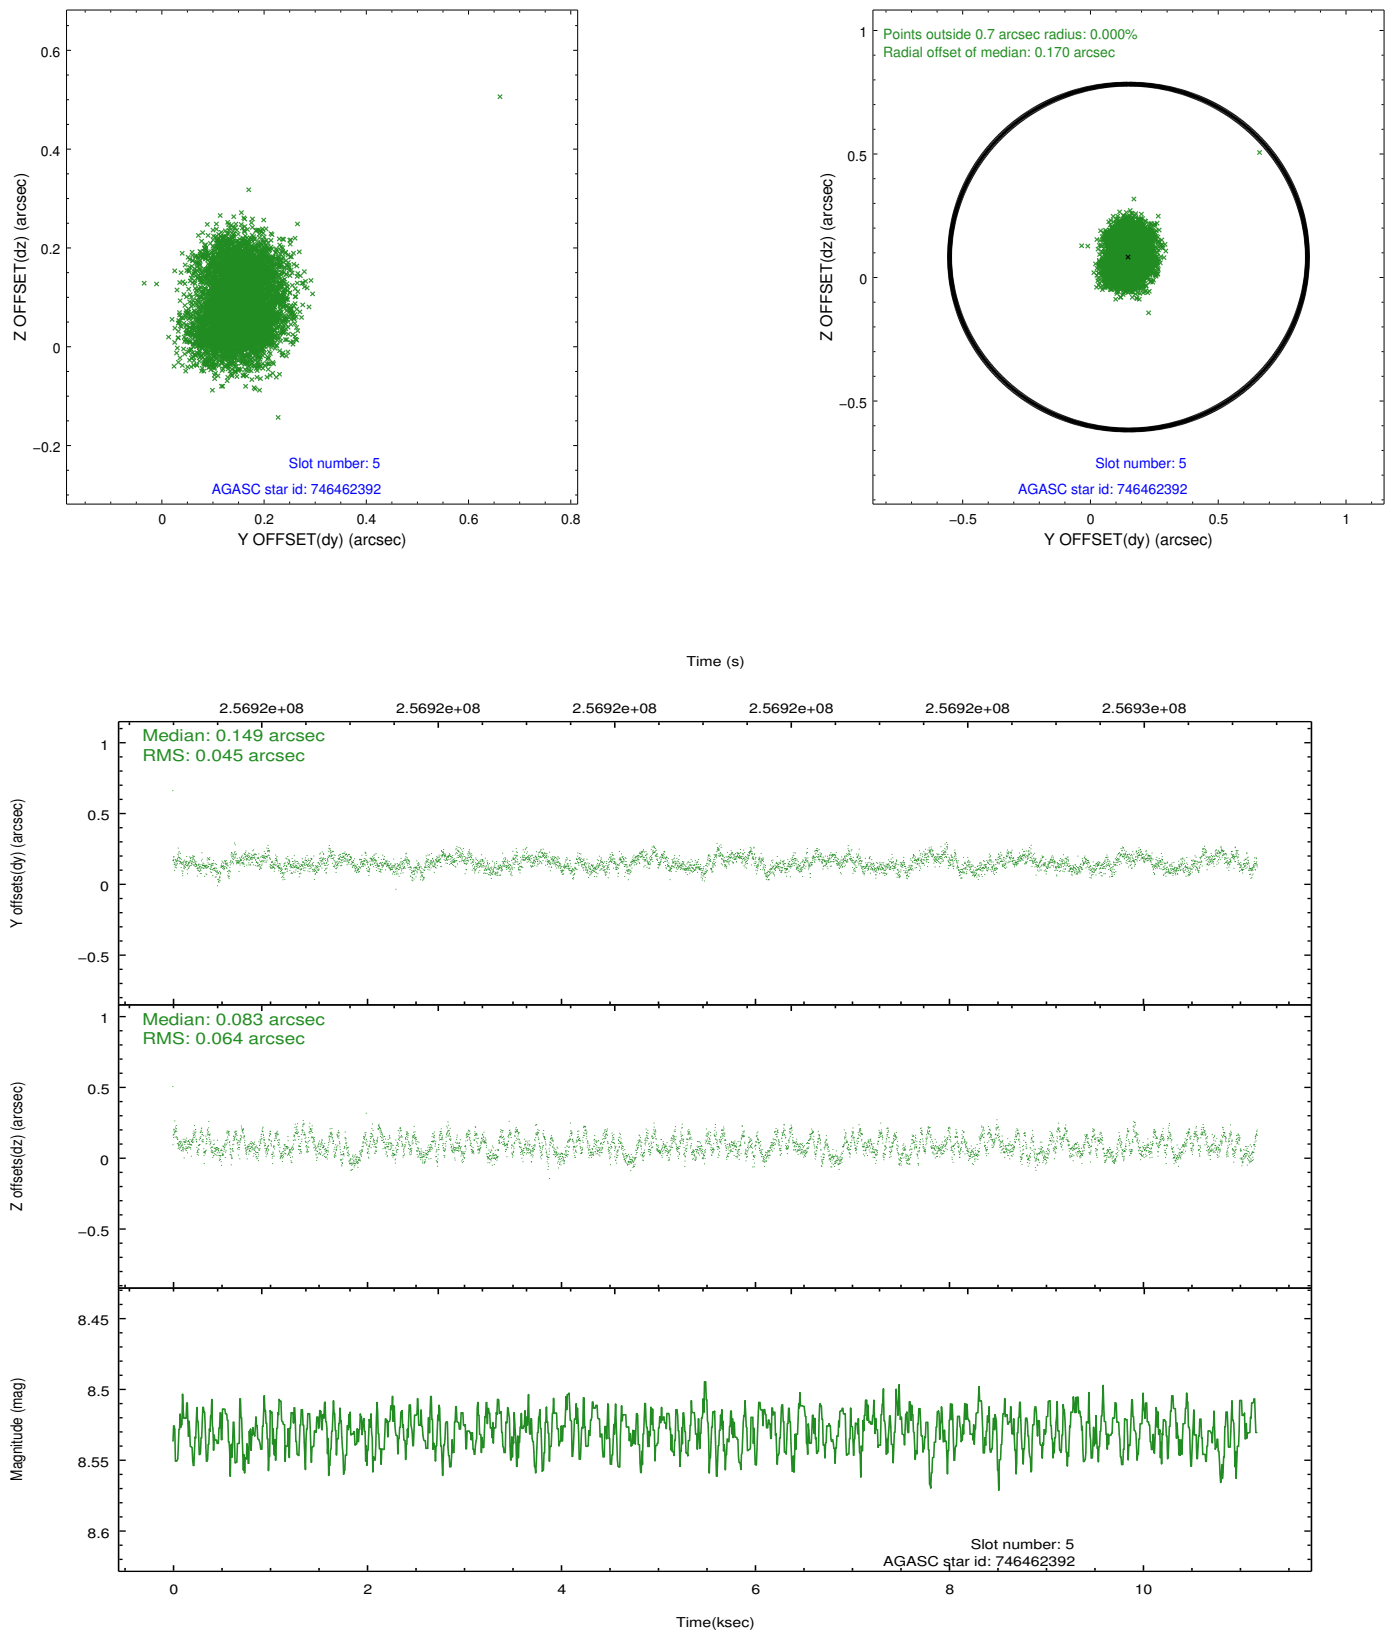 0.6
0.4
0.2
0
−0.2
Z OFFSET(dz) (arcsec)
Slot number: 5
AGASC star id: 746462392
0 0.2 0.4 0.6 0.8
Y OFFSET(dy) (arcsec)
Points outside 0.7 arcsec radius: 0.000%
Radial offset of median: 0.170 arcsec
1
0.5
0
−0.5
Z OFFSET(dz) (arcsec)
Slot number: 5
AGASC star id: 746462392
−0.5 0 0.5 1
Y OFFSET(dy) (arcsec)
Time (s)
2.5692e+08 2.5692e+08 2.5692e+08 2.5692e+08 2.5692e+08 2.5693e+08
Median: 0.149 arcsec
RMS: 0.045 arcsec
1
0.5
0
−0.5
Y offsets(dy) (arcsec)
Median: 0.083 arcsec
RMS: 0.064 arcsec
1
0.5
0
−0.5
Z offsets(dz) (arcsec)
8.45
8.5
8.55
8.6
Magnitude (mag)
Slot number: 5
AGASC star id: 746462392
0 2 4 6 8 10
Time(ksec)